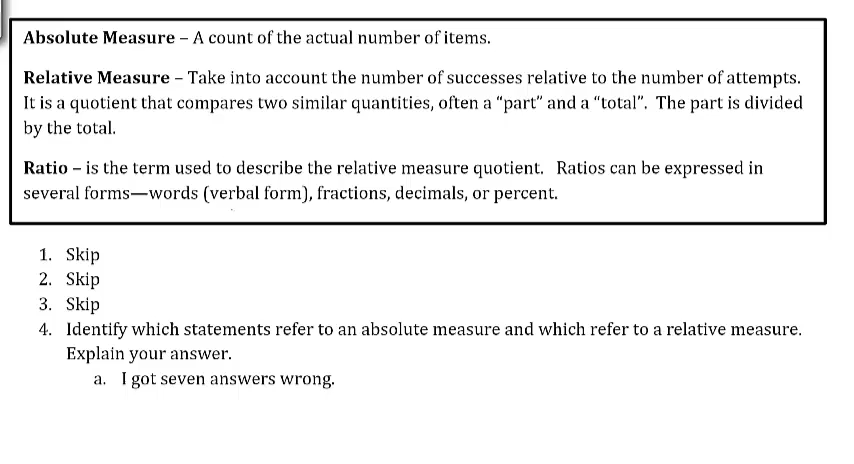 Absolute Measure – A count of the actual number of items.
Relative Measure – Take into account the number of successes relative to the number of attempts.
It is a quotient that compares two similar quantities, often a “part” and a “total”.  The part is divided
by the total.
Ratio – is the term used to describe the relative measure quotient.  Ratios can be expressed in
several forms—words (verbal form), fractions, decimals, or percent.
1. Skip
2. Skip
3. Skip
4. Identify which statements refer to an absolute measure and which refer to a relative measure.
Explain your answer.
a. I got seven answers wrong.